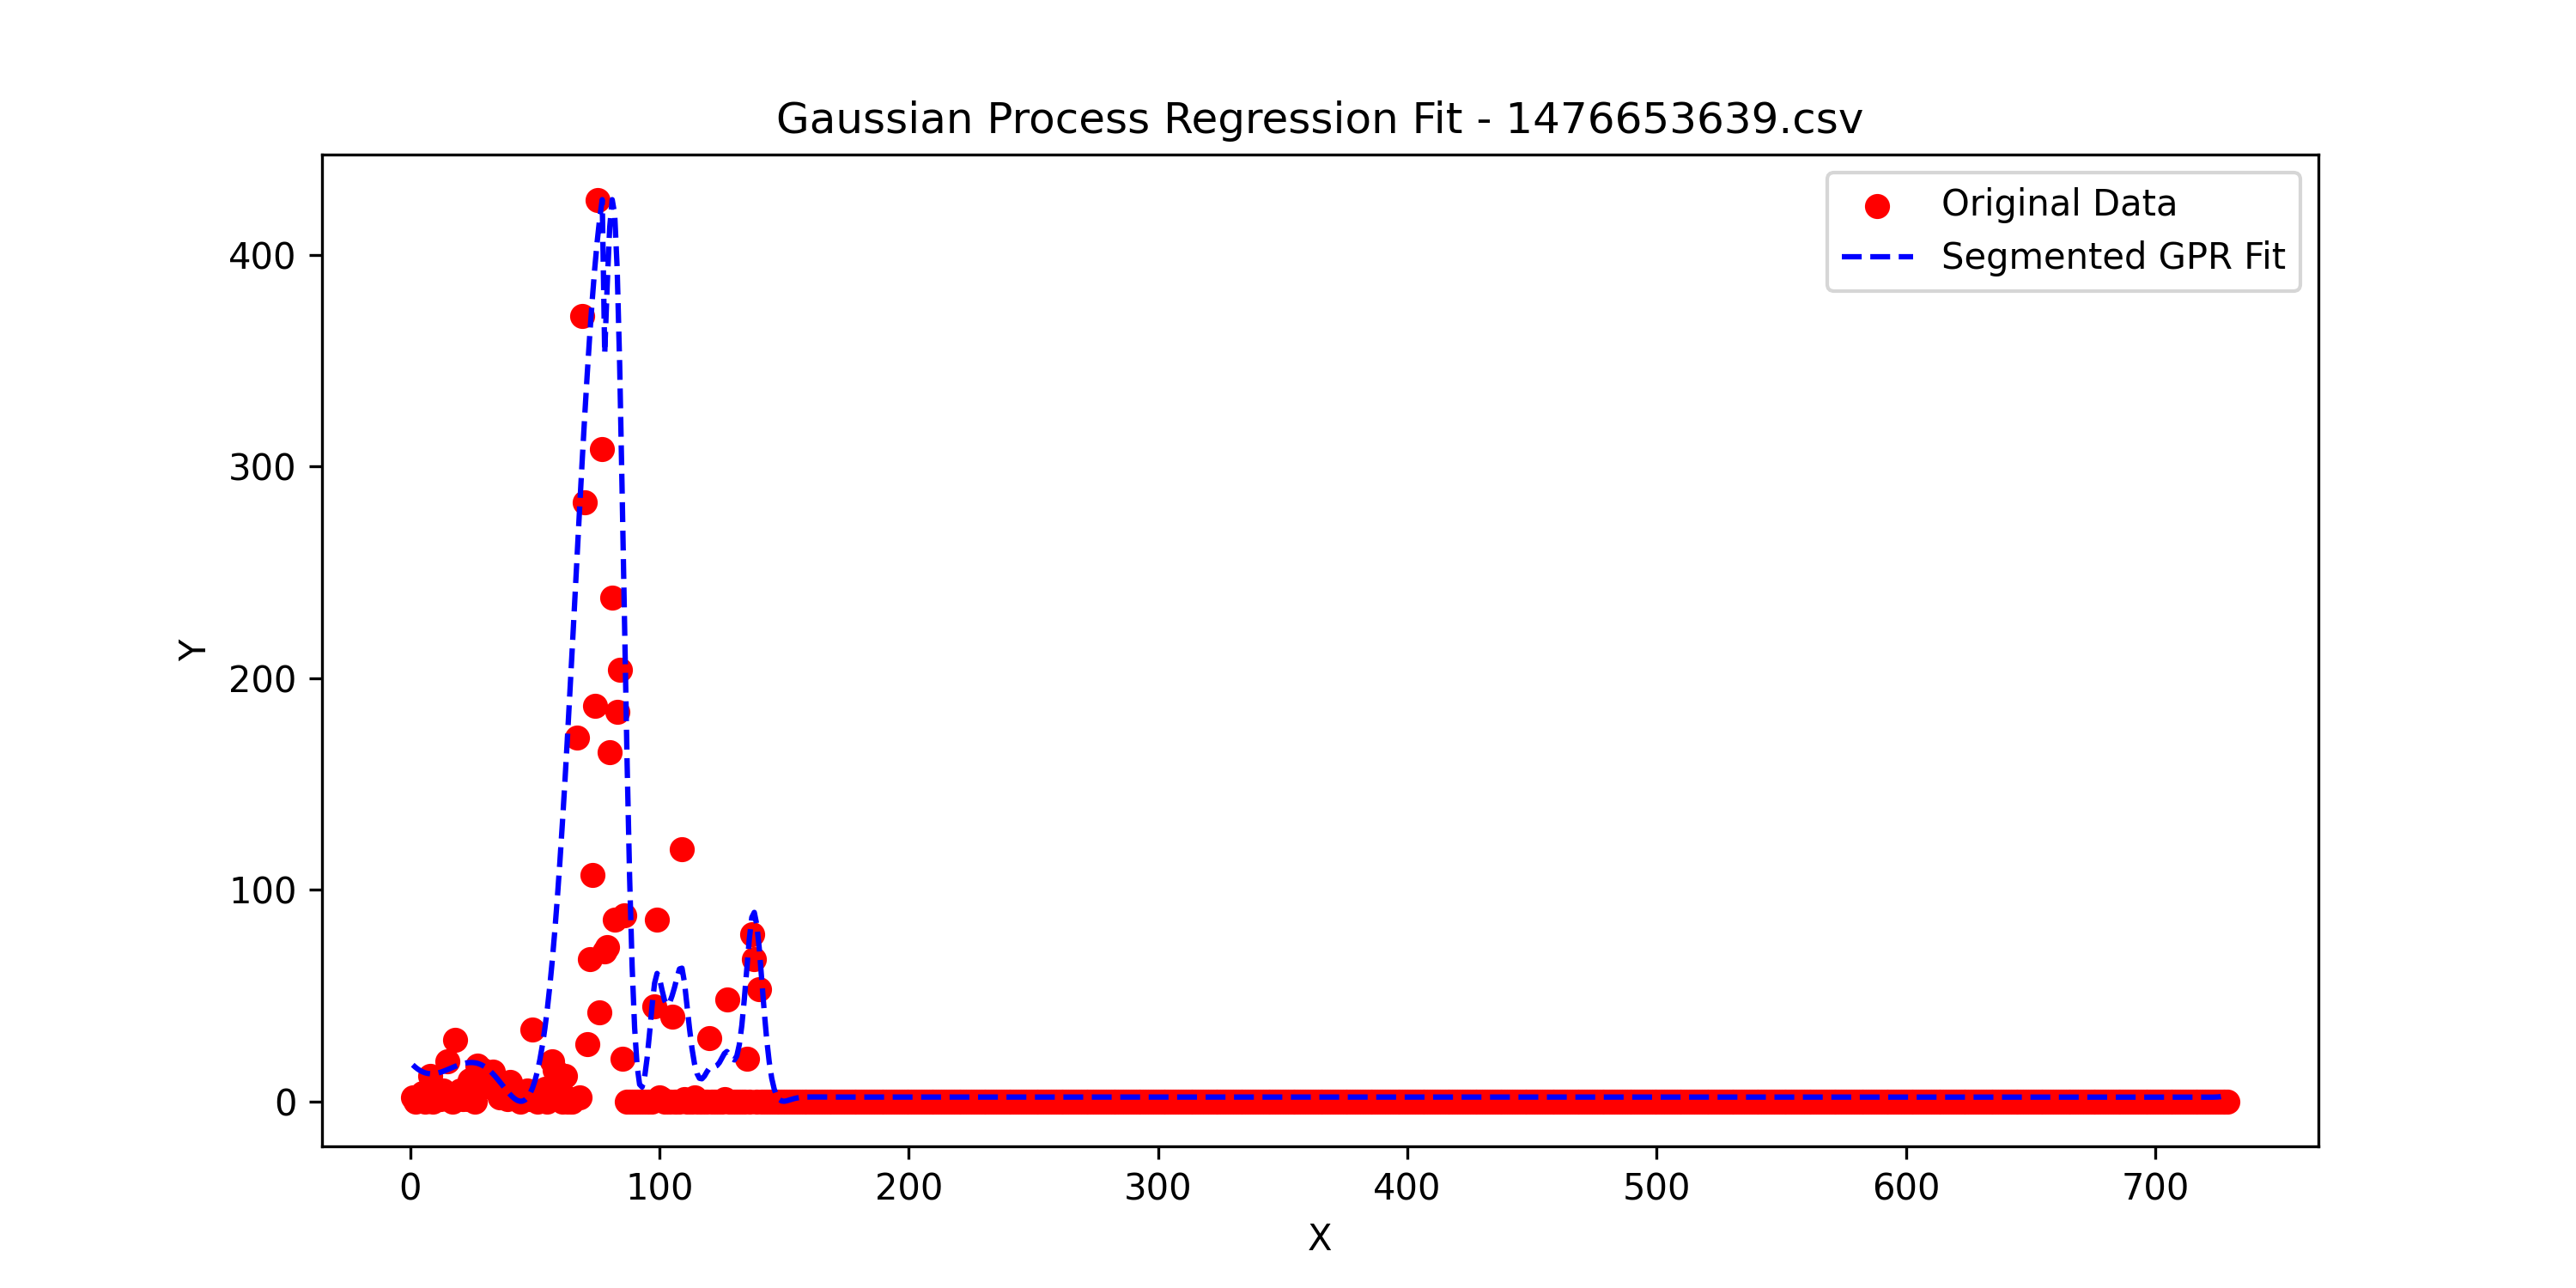 Gaussian Process Regression Fit - 1476653639.csv
Original Data
Segmented GPR Fit
Y
400
300
200
100
0
0 100 200 300 400 500 600 700
X